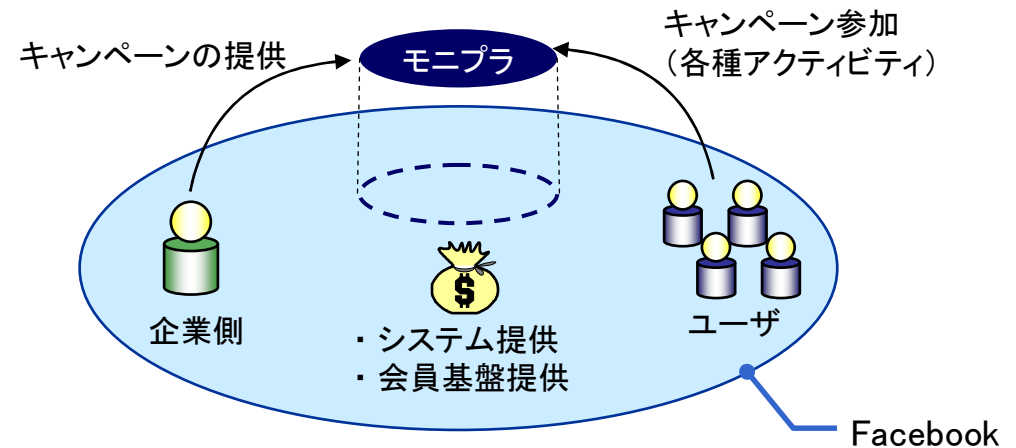 キャンペーン参加
（各種アクティビティ）
キャンペーンの提供
モニプラ
$
企業側
ユーザ
・ システム提供
・ 会員基盤提供
Facebook